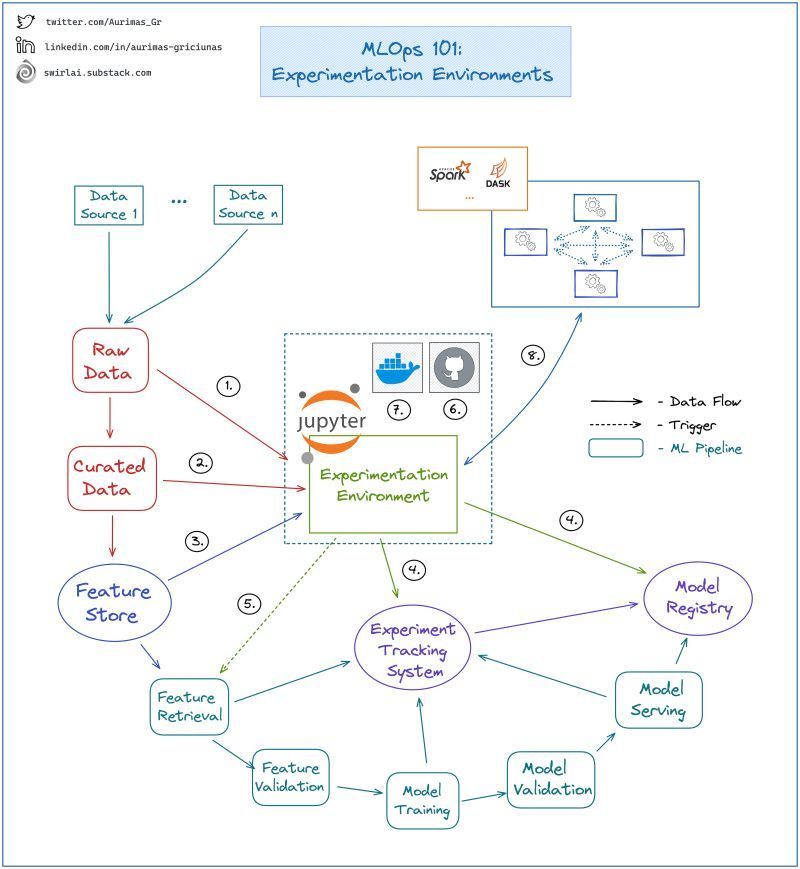 twitter.com/Aurimas_Gr
linkedin.com/in/aurimas-griciunas
swirlai.substack.com
MLOps 101:
Experimentation Environments
APACHE
Spark
DASK
...
Data
Source 1
...
Data
Source n
Raw
Data
1.
Curated
Data
2.
3.
Feature
Store
jupyter
7.
6.
8.
Experimentation
Environment
- Data Flow
- Trigger
- ML Pipeline
4.
4.
5.
Model
Registry
Experiment
Tracking
System
Feature
Retrieval
Model
Serving
Feature
Validation
Model
Training
Model
Validation